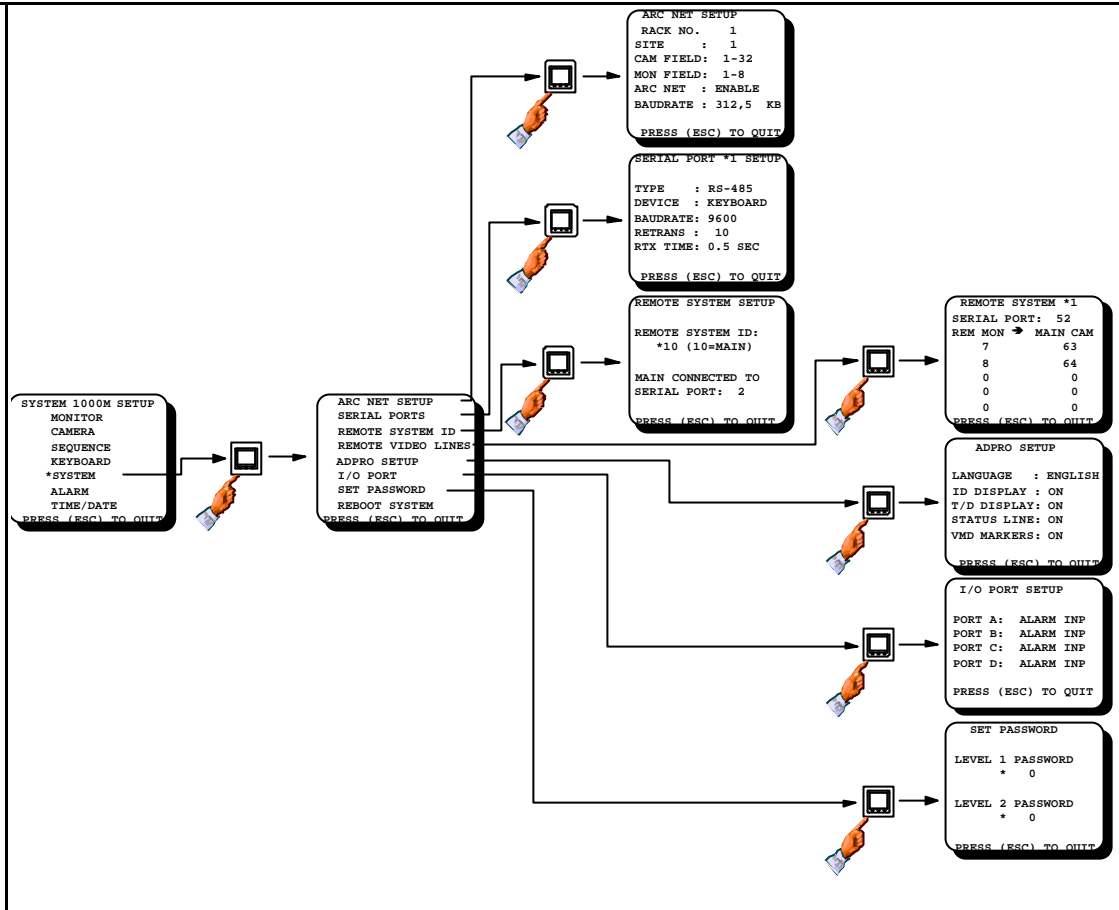 ARC NET SETUP
RACK NO. 1
SITE : 1
CAM FIELD: 1-32
MON FIELD: 1-8
ARC NET : ENABLE
BAUDRATE : 312,5 KB
PRESS (ESC) TO QUIT
SERIAL PORT *1 SETUP
TYPE : RS-485
DEVICE : KEYBOARD
BAUDRATE: 9600
RETRANS : 10
RTX TIME: 0.5 SEC
PRESS (ESC) TO QUIT
REMOTE SYSTEM SETUP
REMOTE SYSTEM ID:
*10 (10=MAIN)
MAIN CONNECTED TO
SERIAL PORT: 2
PRESS (ESC) TO QUIT
REMOTE SYSTEM *1
SERIAL PORT: 52
REM MON ➔ MAIN CAM
7 63
8 64
0 0
0 0
0 0
PRESS (ESC) TO QUIT
SYSTEM 1000M SETUP
MONITOR
CAMERA
SEQUENCE
KEYBOARD
*SYSTEM
ALARM
TIME/DATE
PRESS (ESC) TO QUIT
ARC NET SETUP
SERIAL PORTS
REMOTE SYSTEM ID
REMOTE VIDEO LINES
ADPRO SETUP
I/O PORT
SET PASSWORD
REBOOT SYSTEM
PRESS (ESC) TO QUIT
ADPRO SETUP
LANGUAGE : ENGLISH
ID DISPLAY : ON
T/D DISPLAY: ON
STATUS LINE: ON
VMD MARKERS: ON
PRESS (ESC) TO QUIT
I/O PORT SETUP
PORT A: ALARM INP
PORT B: ALARM INP
PORT C: ALARM INP
PORT D: ALARM INP
PRESS (ESC) TO QUIT
SET PASSWORD
LEVEL 1 PASSWORD
* 0
LEVEL 2 PASSWORD
* 0
PRESS (ESC) TO QUIT